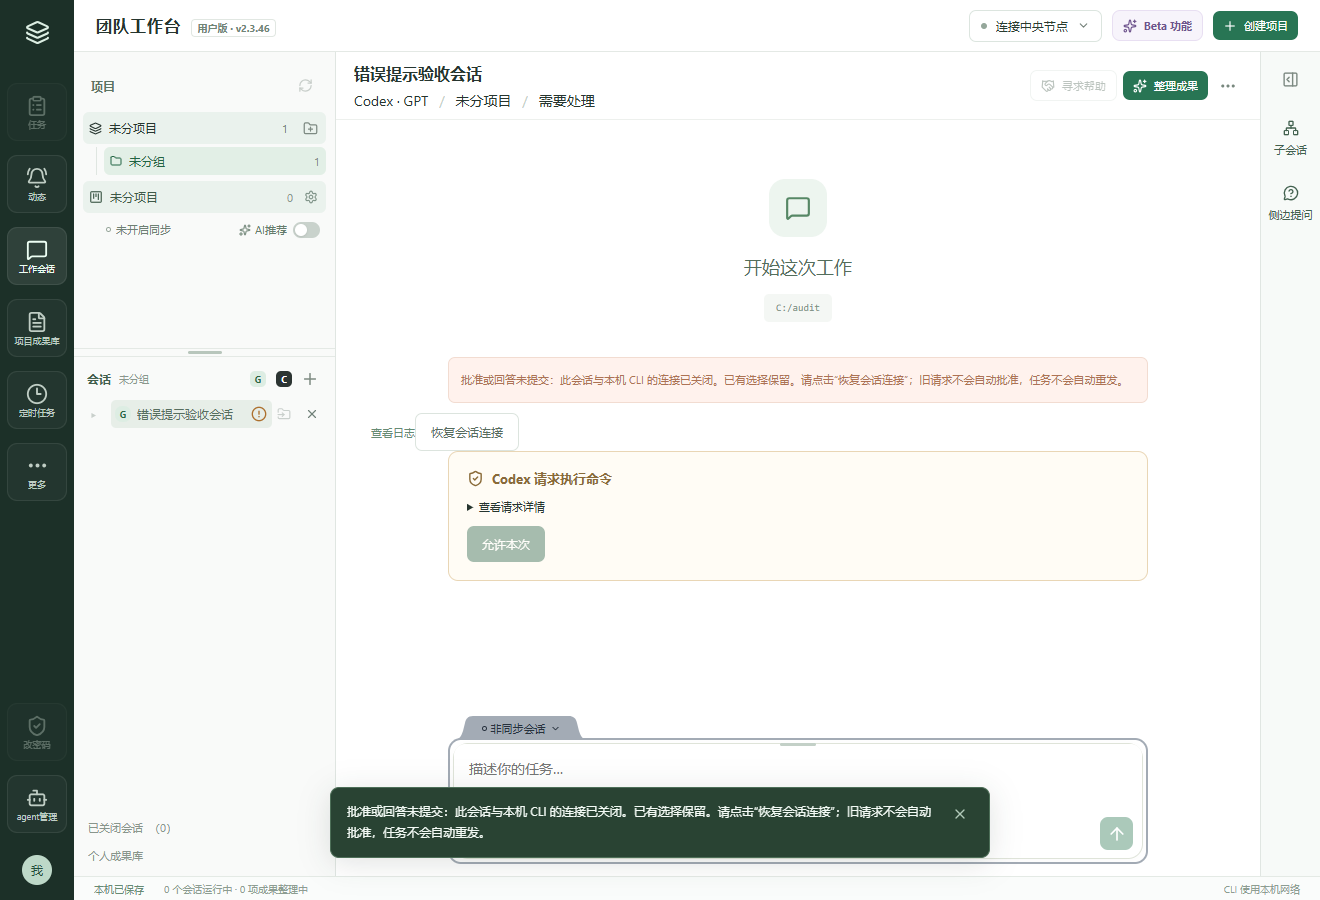 团队工作台
用户版 · v2.3.46
连接中央节点
Beta 功能
创建项目
任务
动态
工作会话
项目成果库
定时任务
更多
改密码
agent管理
我
项目
未分项目 1
未分组 1
未分项目 0
未开启同步
AI推荐
会话 未分组
G
C
G 错误提示验收会话
已关闭会话 (0)
个人成果库
错误提示验收会话
Codex · GPT / 未分项目 / 需要处理
寻求帮助
整理成果
开始这次工作
C:/audit
批准或回答未提交：此会话与本机 CLI 的连接已关闭。已有选择保留。请点击“恢复会话连接”；旧请求不会自动批准，任务不会自动重发。
查看日志
恢复会话连接
Codex 请求执行命令
查看请求详情
允许本次
非同步会话
描述你的任务...
批准或回答未提交：此会话与本机 CLI 的连接已关闭。已有选择保留。请点击“恢复会话连接”；旧请求不会自动
批准，任务不会自动重发。
子会话
侧边提问
本机已保存
0 个会话运行中 · 0 项成果整理中
CLI 使用本机网络